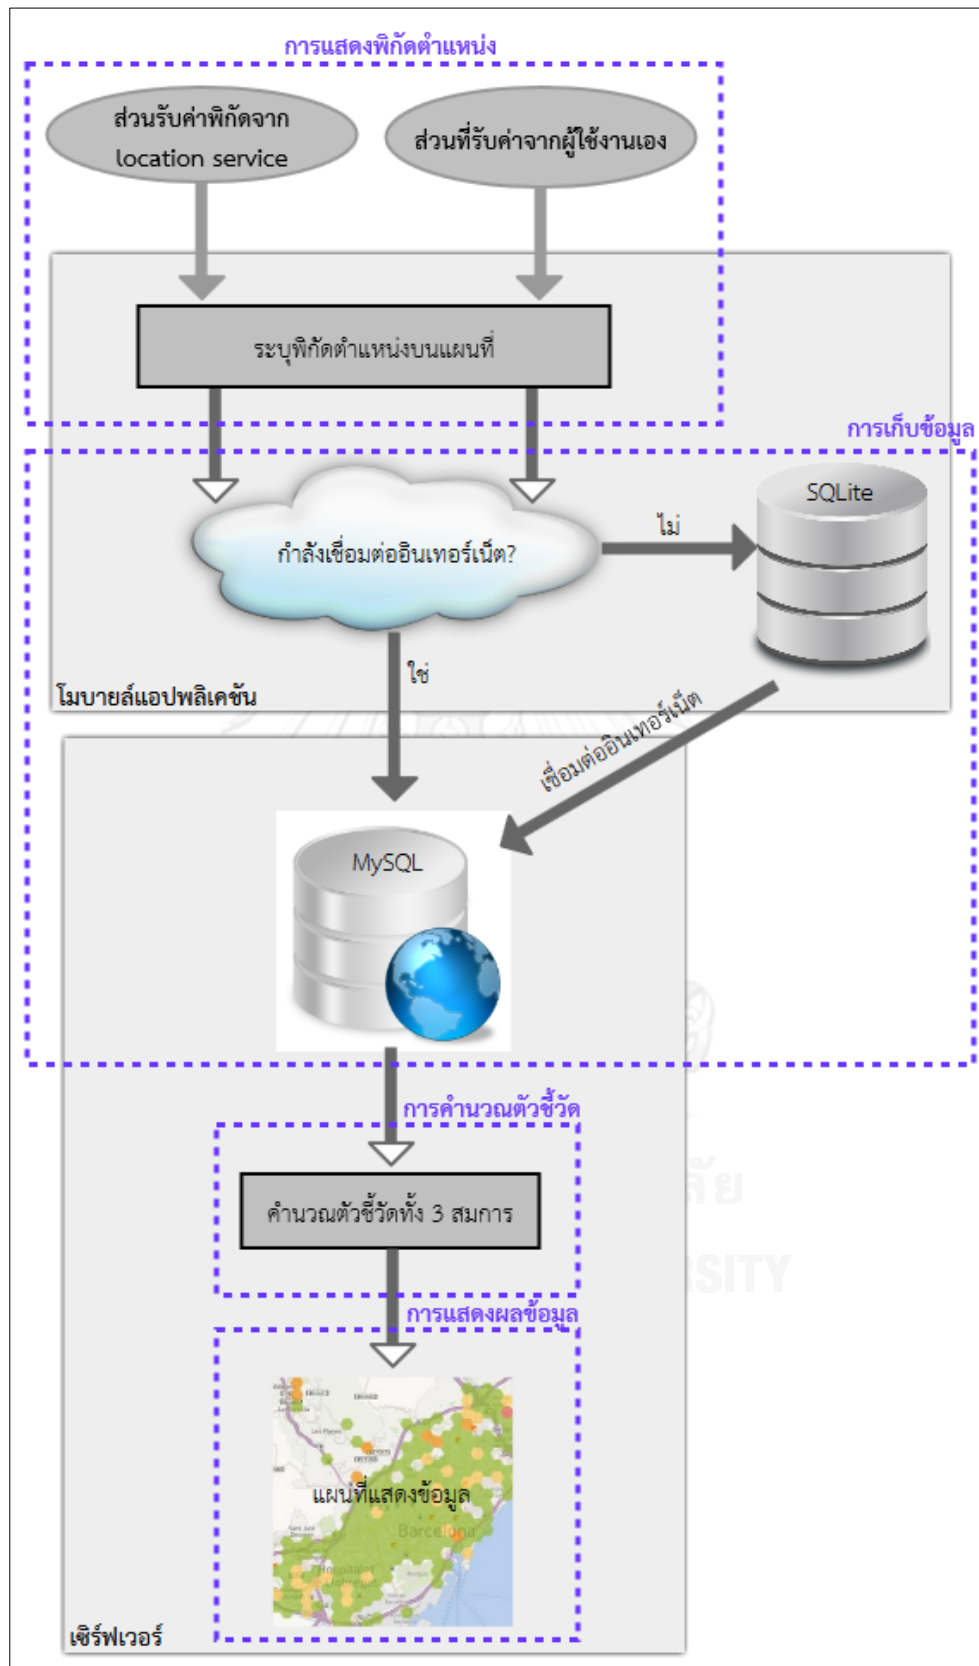 การแสดงพิกัดตำแหน่ง
ส่วนรับค่าพิกัดจาก
location service
ส่วนที่รับค่าจากผู้ใช้งานเอง
ระบุพิกัดตำแหน่งบนแผนที่
การเก็บข้อมูล
SQLite
ไม่
กำลังเชื่อมต่ออินเทอร์เน็ต?
ใช่
โมบายล์แอปพลิเคชัน
เชื่อมต่ออินเทอร์เน็ต
MySQL
การคำนวณตัวชี้วัด
ลัย
คำนวณตัวชี้วัดทั้ง 3 สมการ
RSITY
การแสดงผลข้อมูล
แผนที่แสดงข้อมูล
Barcelona
เซิร์ฟเวอร์